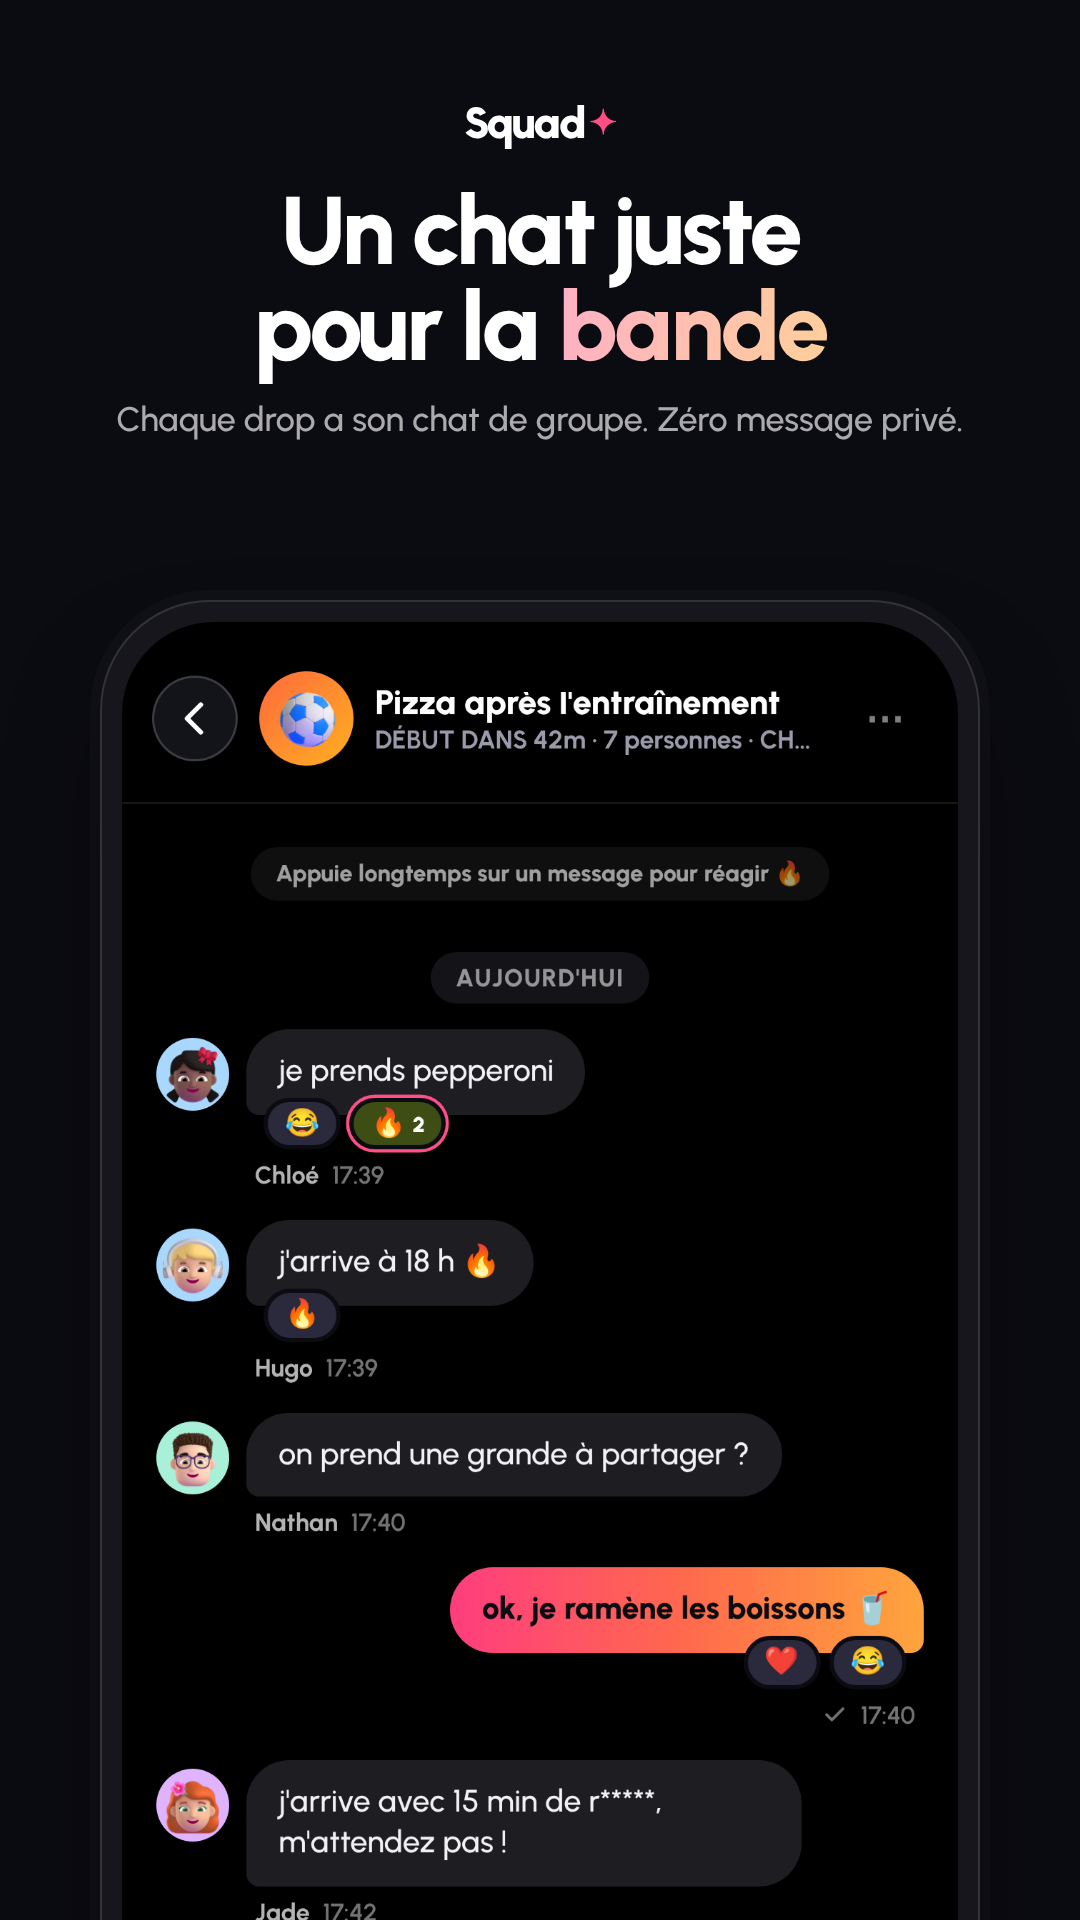 Squad
Un chat juste
pour la bande
Chaque drop a son chat de groupe. Zéro message privé.
Pizza après l'entraînement
DÉBUT DANS 42m · 7 personnes · CH...
Appuie longtemps sur un message pour réagir 🔥
AUJOURD'HUI
je prends pepperoni
😂 🔥 2
Chloé 17:39
j'arrive à 18 h 🔥
🔥
Hugo 17:39
on prend une grande à partager ?
Nathan 17:40
ok, je ramène les boissons 🥤
❤️ 😂
✓ 17:40
j'arrive avec 15 min de r*****,
m'attendez pas !
Jade 17:42